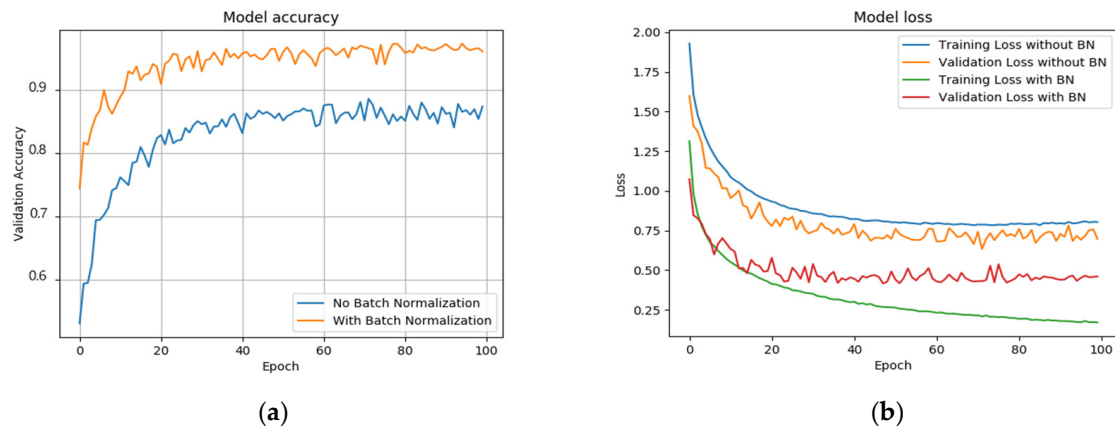 Model accuracy
Validation Accuracy
0.9
0.8
0.7
0.6
No Batch Normalization
With Batch Normalization
0 20 40 60 80 100
Epoch
(a)
Model loss
Loss
2.00
1.75
1.50
1.25
1.00
0.75
0.50
0.25
Training Loss without BN
Validation Loss without BN
Training Loss with BN
Validation Loss with BN
0 20 40 60 80 100
Epoch
(b)